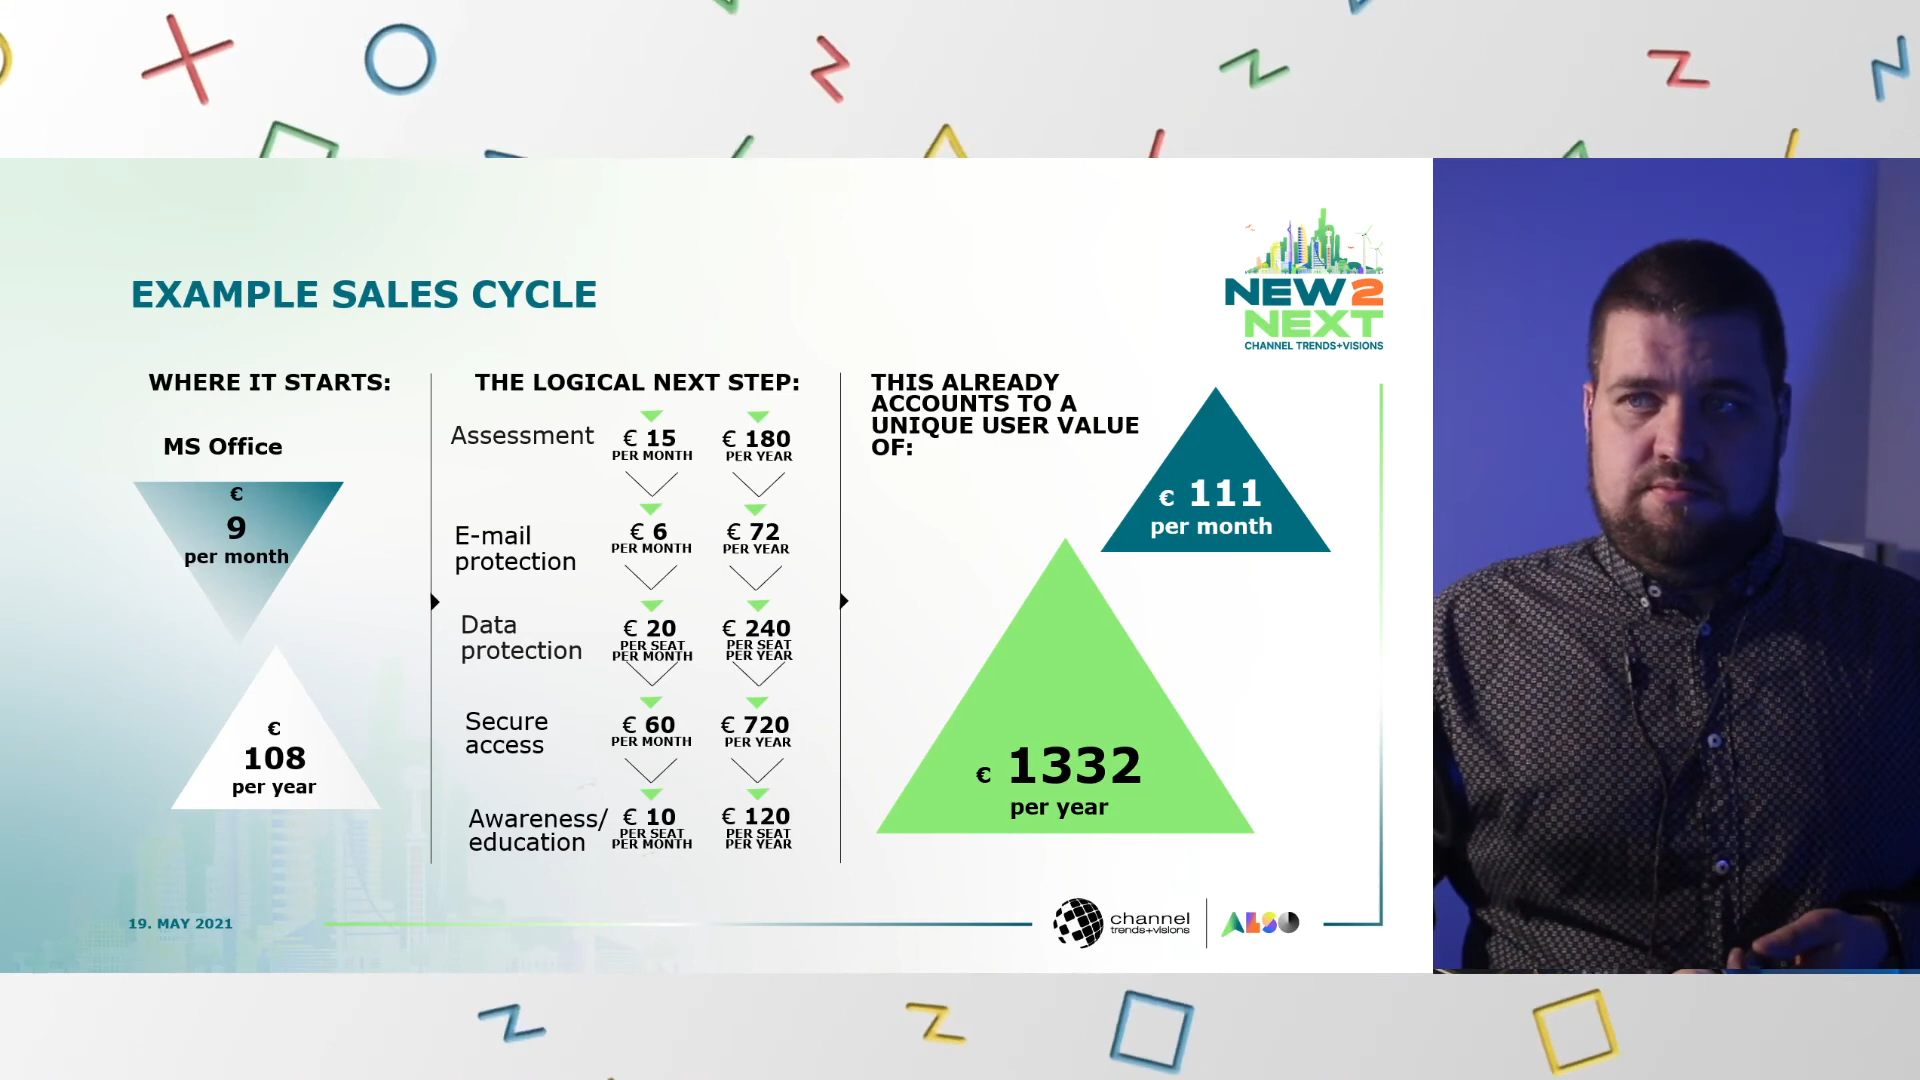 NEW2
NEXT
CHANNEL TRENDS+VISIONS
EXAMPLE SALES CYCLE
WHERE IT STARTS:
MS Office
€
9
per month
€
108
per year
THE LOGICAL NEXT STEP:
Assessment
€ 15
PER MONTH
€ 180
PER YEAR
E-mail
protection
€ 6
PER MONTH
€ 72
PER YEAR
Data
protection
€ 20
PER SEAT
PER MONTH
€ 240
PER SEAT
PER YEAR
Secure
access
€ 60
PER MONTH
€ 720
PER YEAR
Awareness/
education
€ 10
PER SEAT
PER MONTH
€ 120
PER SEAT
PER YEAR
THIS ALREADY
ACCOUNTS TO A
UNIQUE USER VALUE
OF:
€ 111
per month
€ 1332
per year
19. MAY 2021
channel
trends+visions
ALSO